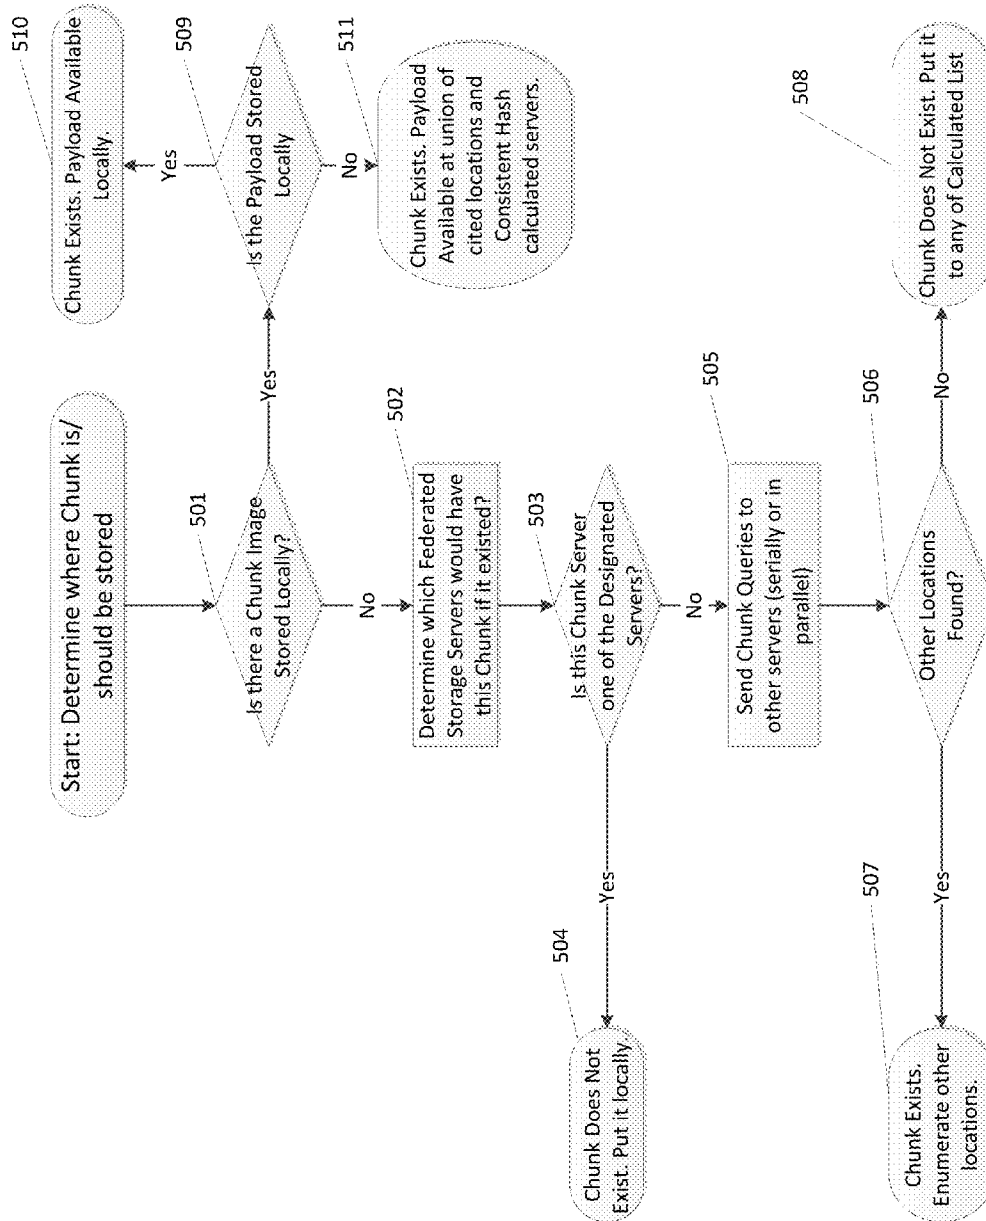 Start: Determine where Chunk is/
should be stored
501
Is there a Chunk Image
Stored Locally?
Yes
No
509
Is the Payload Stored
Locally
Yes
No
510
Chunk Exists. Payload Available
Locally.
511
Chunk Exists. Payload
Available at union of
cited locations and
Consistent Hash
calculated servers.
502
Determine which Federated
Storage Servers would have
this Chunk if it existed?
503
Is this Chunk Server
one of the Designated
Servers?
Yes
No
504
Chunk Does Not
Exist. Put it locally.
505
Send Chunk Queries to
other servers (serially or in
parallel)
506
Other Locations
Found?
Yes
No
507
Chunk Exists.
Enumerate other
locations.
508
Chunk Does Not Exist. Put it
to any of Calculated List